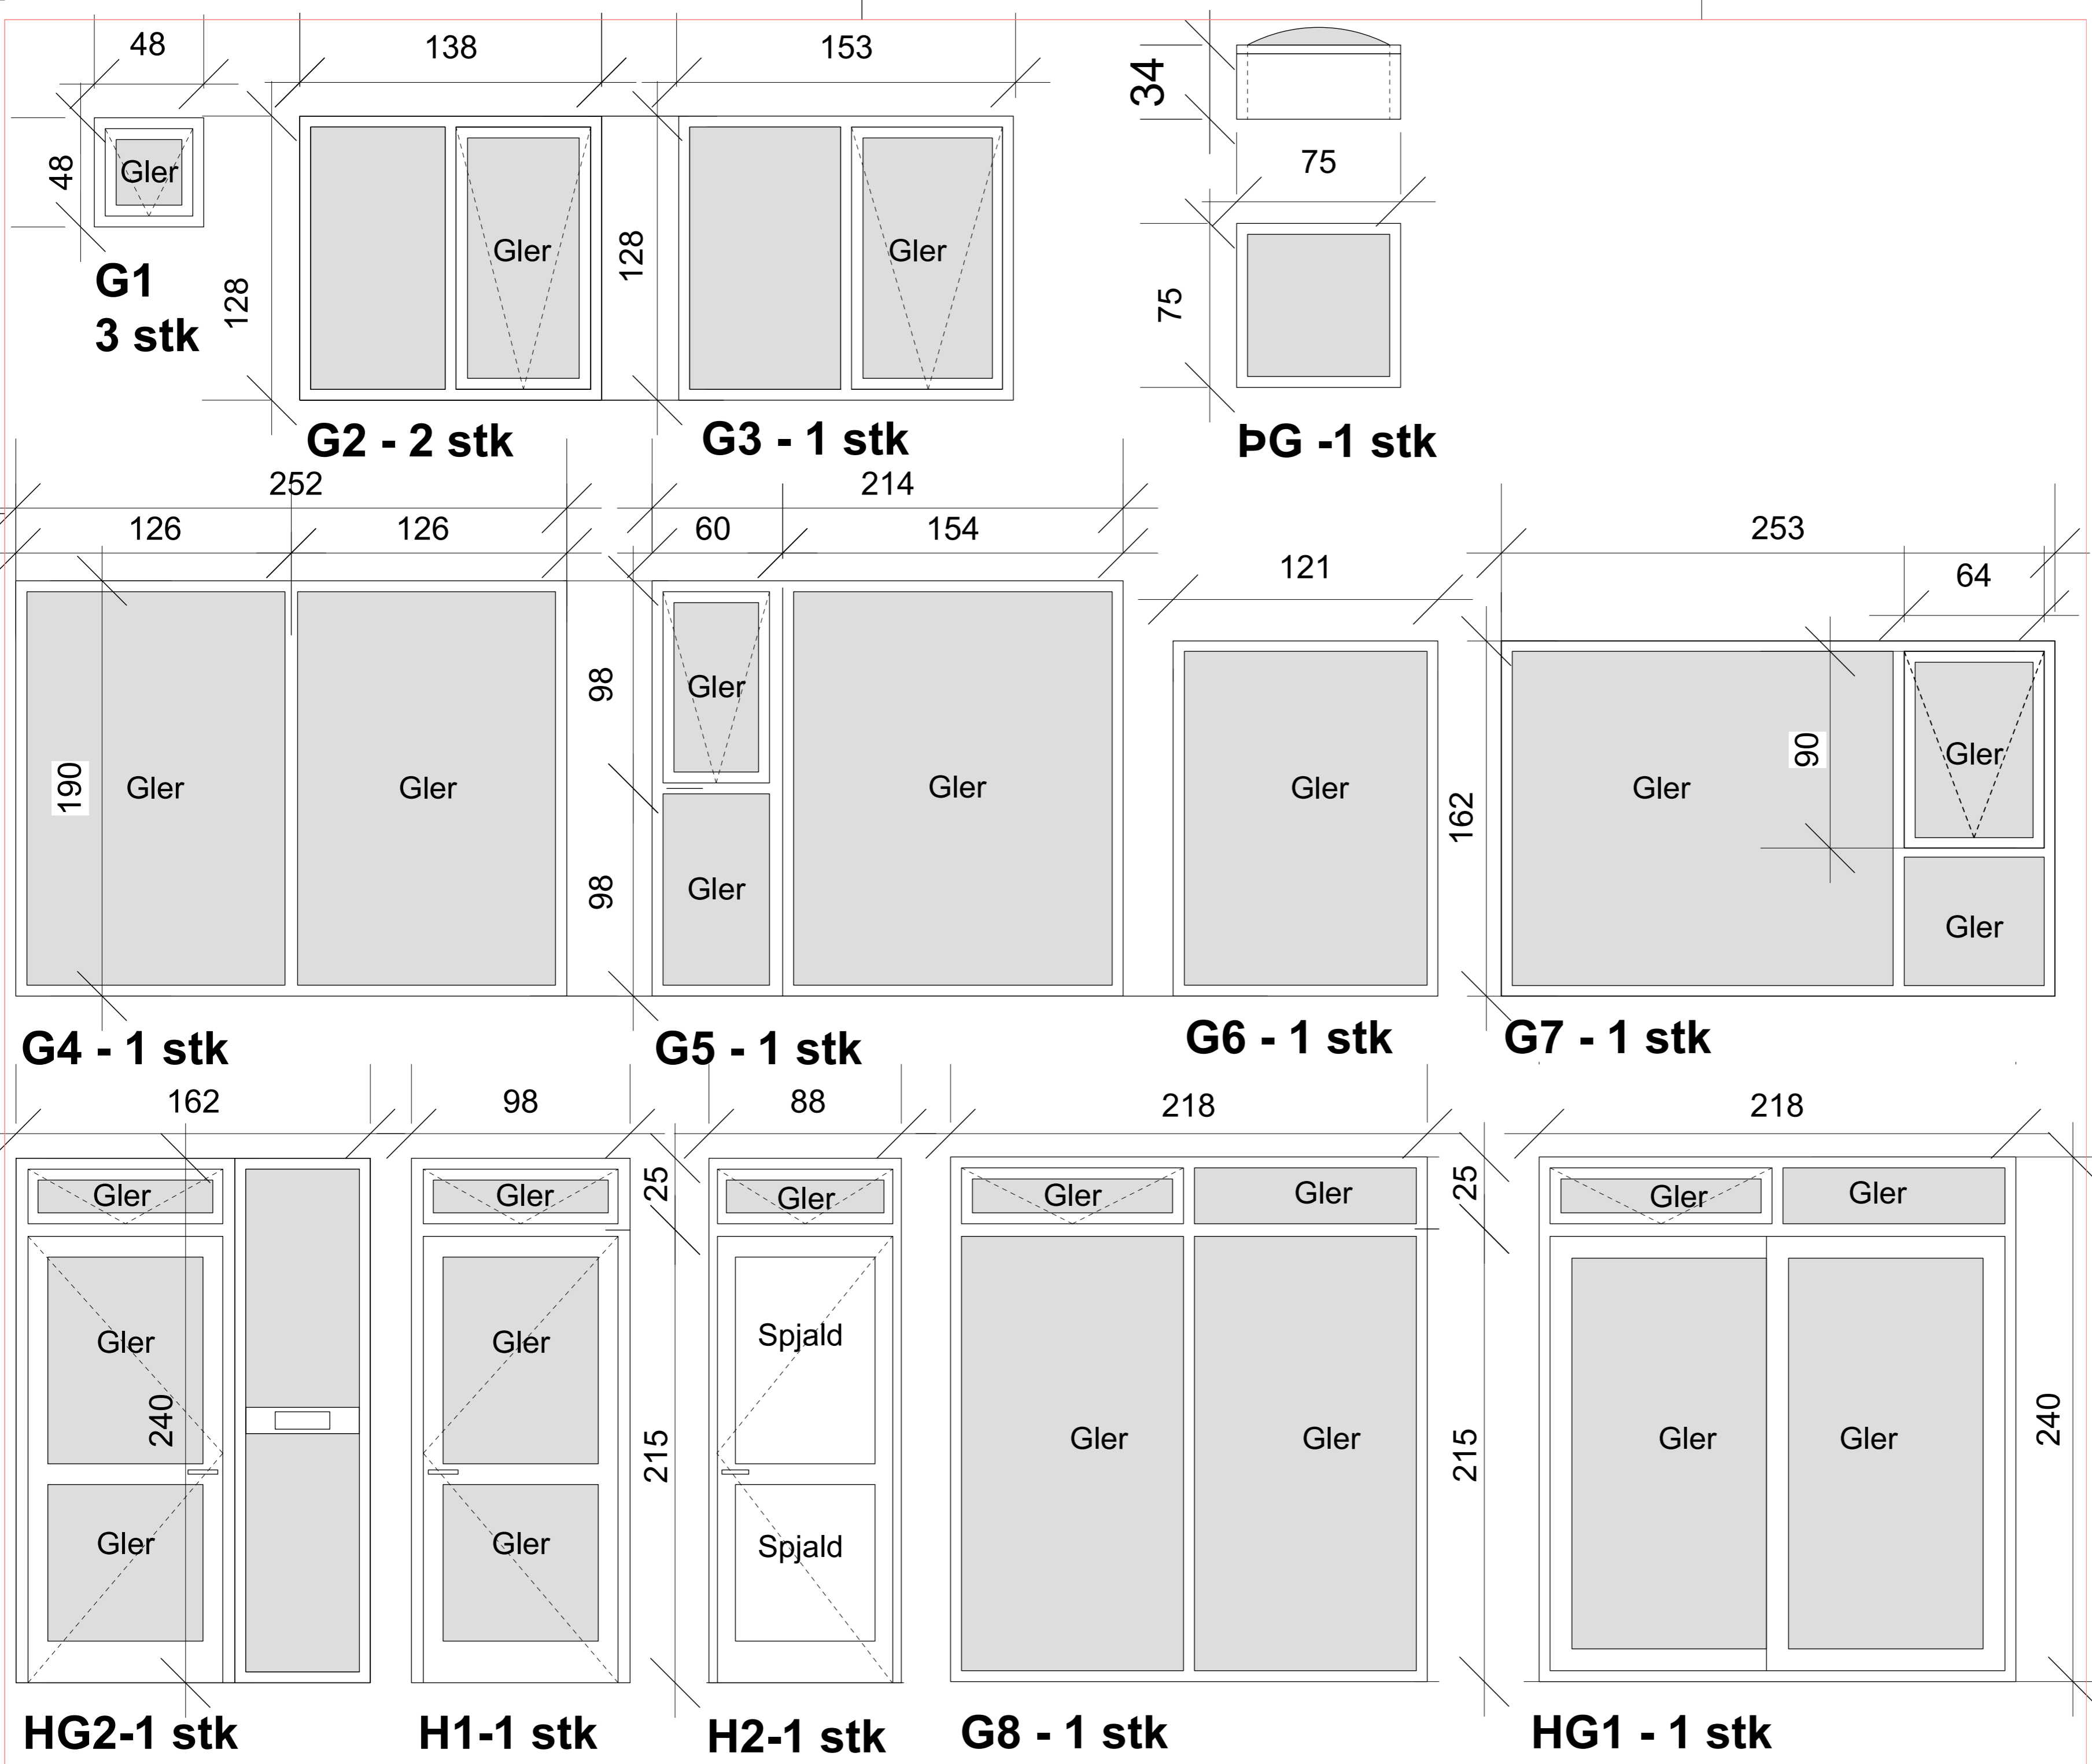 48
138
153
34
48
Gler
128
Gler
128
Gler
75
75
G1
3 stk
G2 - 2 stk
G3 - 1 stk
ÞG -1 stk
252
126
126
214
60
154
121
253
64
190
Gler
Gler
98
98
Gler
Gler
Gler
Gler
162
Gler
90
Gler
Gler
G4 - 1 stk
G5 - 1 stk
G6 - 1 stk
G7 - 1 stk
162
98
88
218
218
Gler
Gler
240
Gler
Gler
Gler
Gler
25
215
Gler
Spjald
Spjald
Gler
Gler
Gler
Gler
25
215
Gler
Gler
Gler
Gler
240
HG2-1 stk
H1-1 stk
H2-1 stk
G8 - 1 stk
HG1 - 1 stk